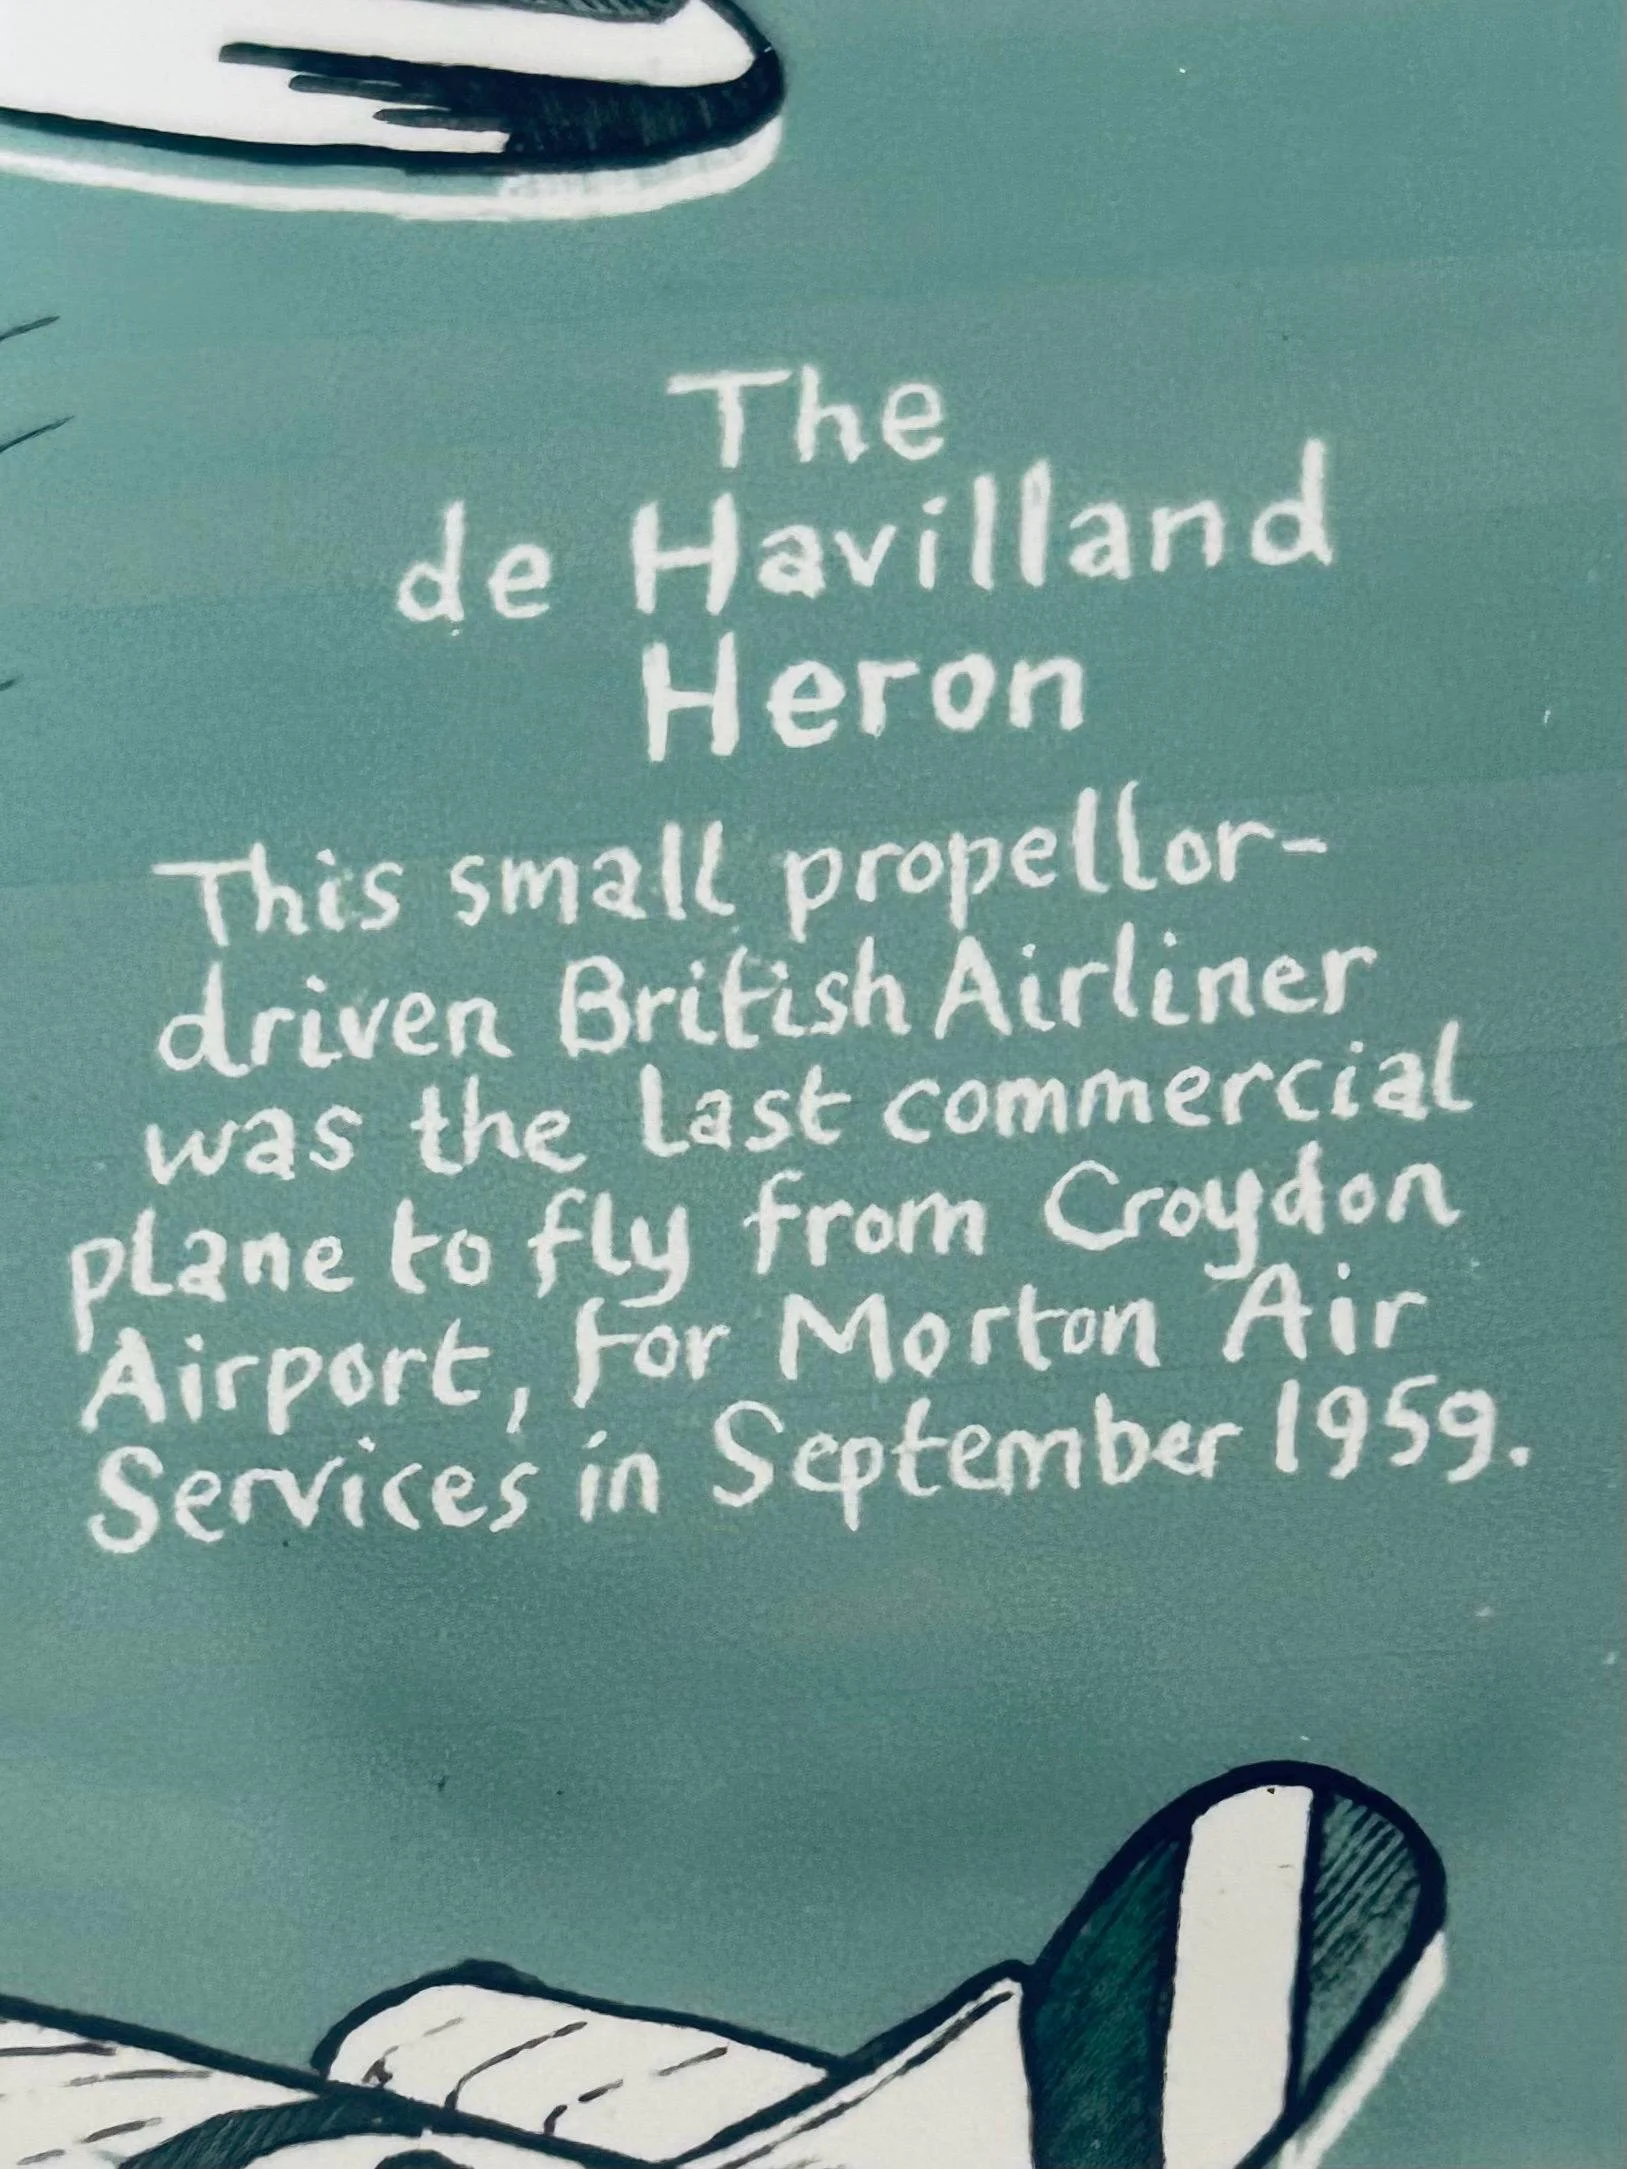 The
de Havilland
Heron
This small propellor-
driven British Airliner
was the last commercial
plane to fly from Croydon
Airport, for Morton Air
Services in September 1959.